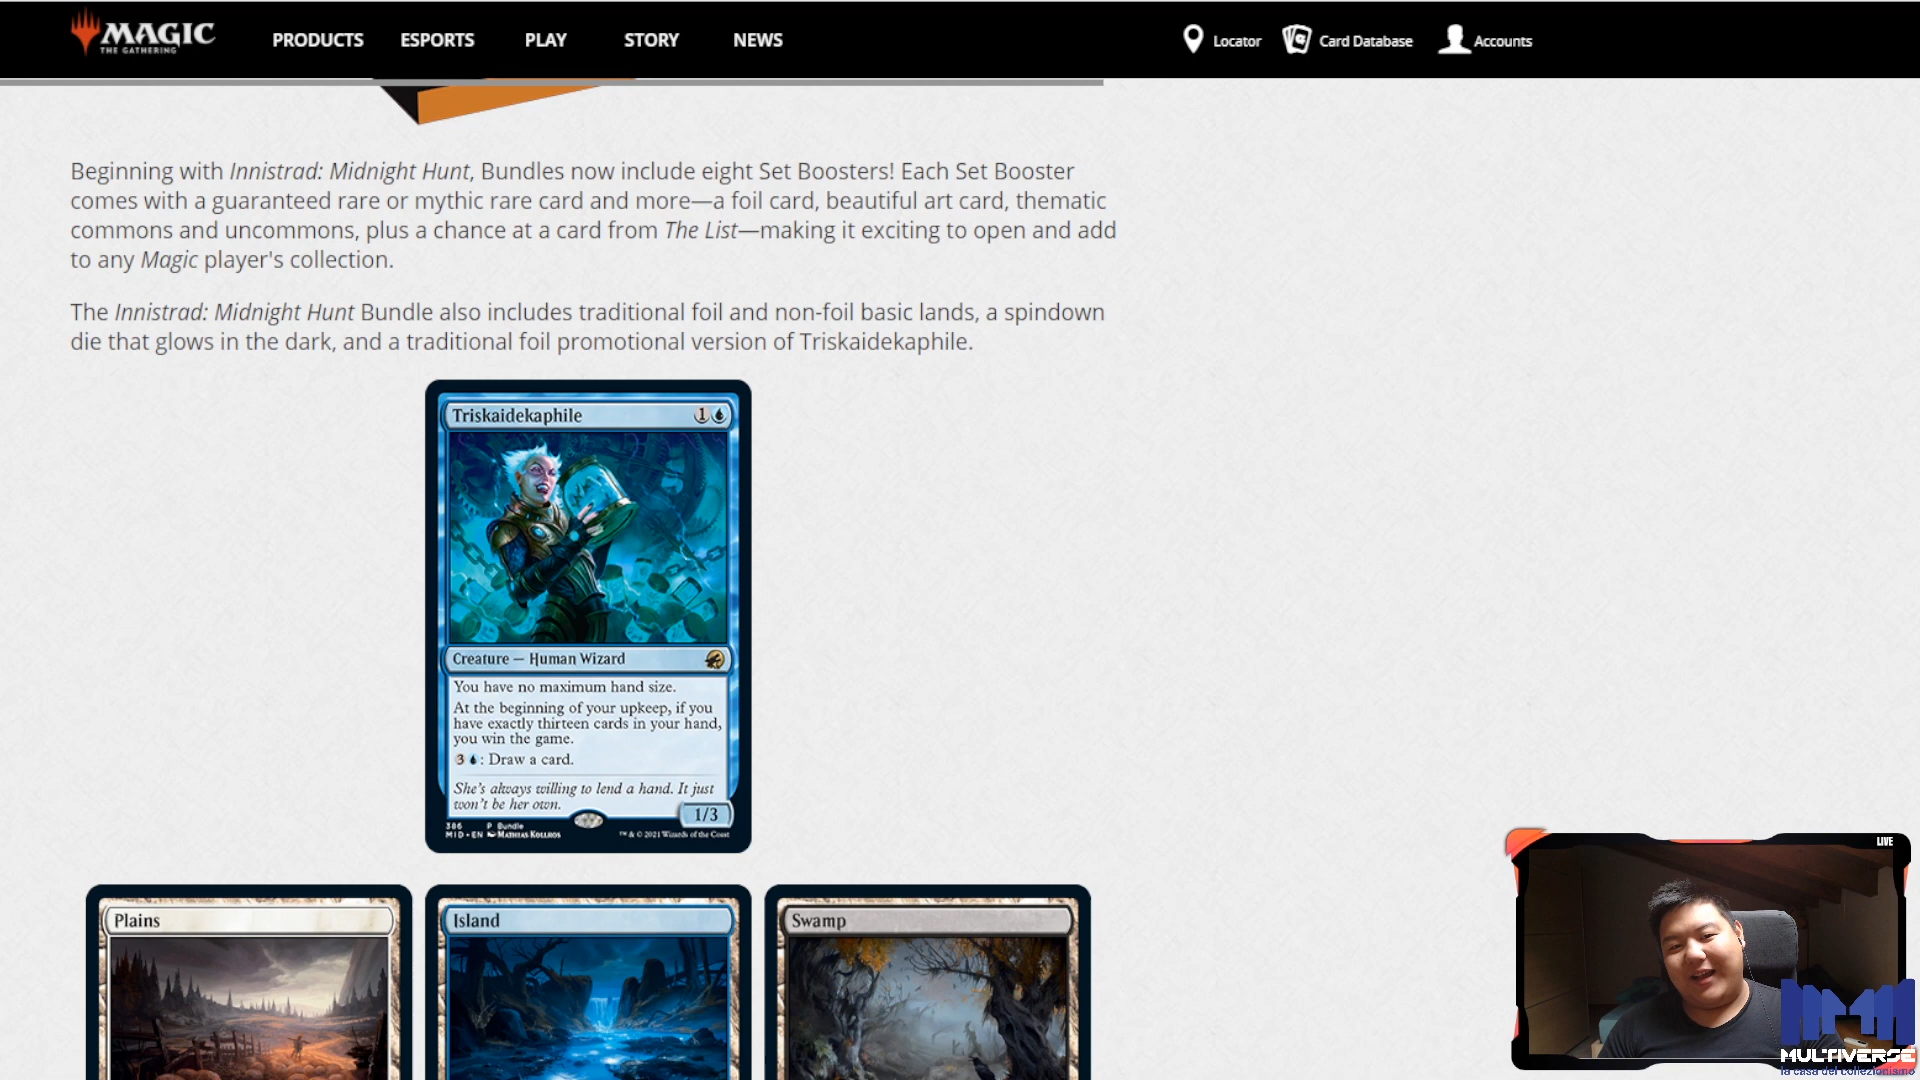 MAGIC
THE GATHERING
PRODUCTS ESPORTS PLAY STORY NEWS
Locator Card Database Accounts
Beginning with Innistrad: Midnight Hunt, Bundles now include eight Set Boosters! Each Set Booster
comes with a guaranteed rare or mythic rare card and more—a foil card, beautiful art card, thematic
commons and uncommons, plus a chance at a card from The List—making it exciting to open and add
to any Magic player's collection.
The Innistrad: Midnight Hunt Bundle also includes traditional foil and non-foil basic lands, a spindown
die that glows in the dark, and a traditional foil promotional version of Triskaidekaphile.
Triskaidekaphile 1
Creature — Human Wizard
You have no maximum hand size.
At the beginning of your upkeep, if you
have exactly thirteen cards in your hand,
you win the game.
3 : Draw a card.
She's always willing to lend a hand. It just
won't be her own.
1/3
386 P Bundle
MID • EN Mathias Kollros ™ & © 2021 Wizards of the Coast
Plains Island Swamp
LIVE
MULTIVERSE
la casa del collezionismo